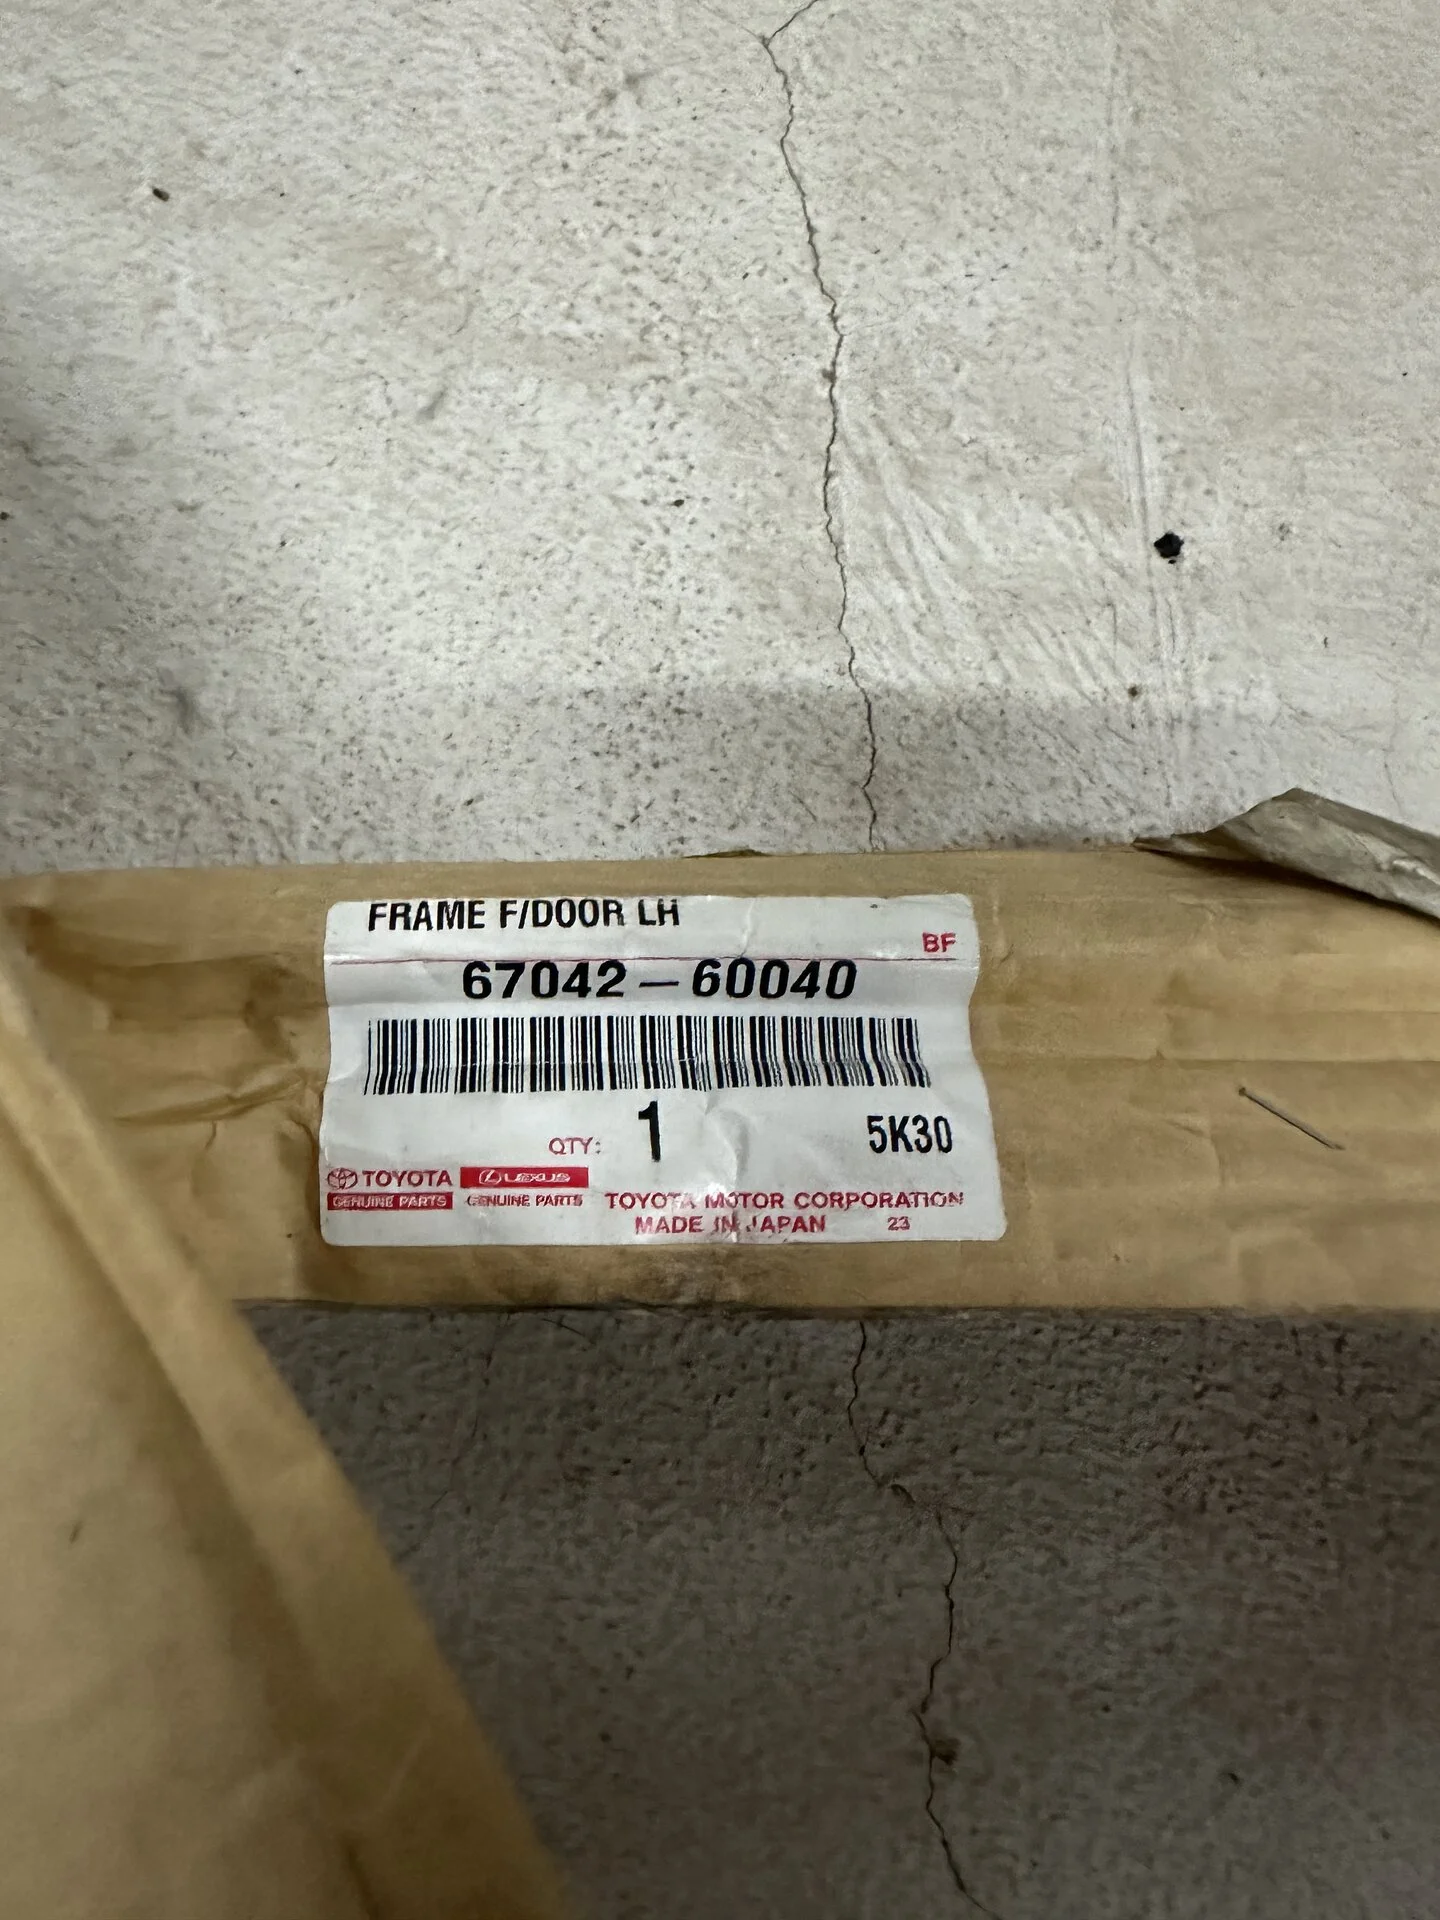 FRAME F/DOOR LH
BF
67042-60040
QTY: 1 5K30
TOYOTA LEXUS
GENUINE PARTS GENUINE PARTS TOYOTA MOTOR CORPORATION
MADE IN JAPAN 23